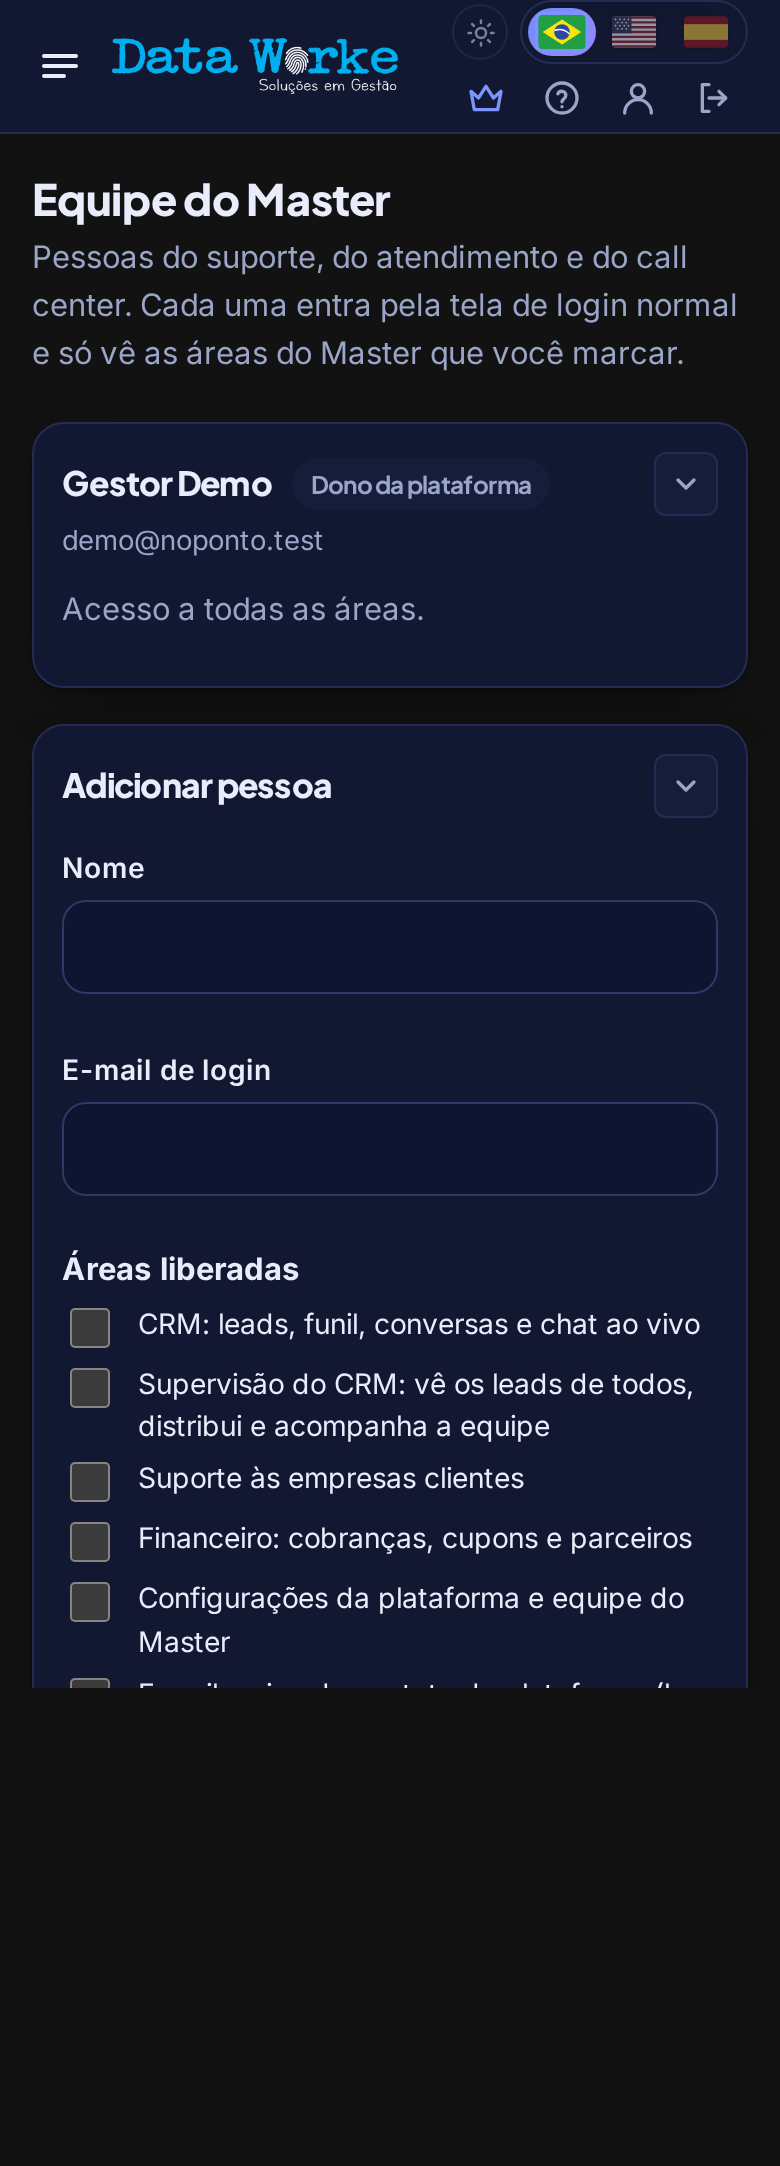 Data Worke
Soluções em Gestão
Equipe do Master
Pessoas do suporte, do atendimento e do call
center. Cada uma entra pela tela de login normal
e só vê as áreas do Master que você marcar.
Gestor Demo Dono da plataforma
demo@noponto.test
Acesso a todas as áreas.
Adicionar pessoa
Nome
E-mail de login
Áreas liberadas
CRM: leads, funil, conversas e chat ao vivo
Supervisão do CRM: vê os leads de todos,
distribui e acompanha a equipe
Suporte às empresas clientes
Financeiro: cobranças, cupons e parceiros
Configurações da plataforma e equipe do
Master